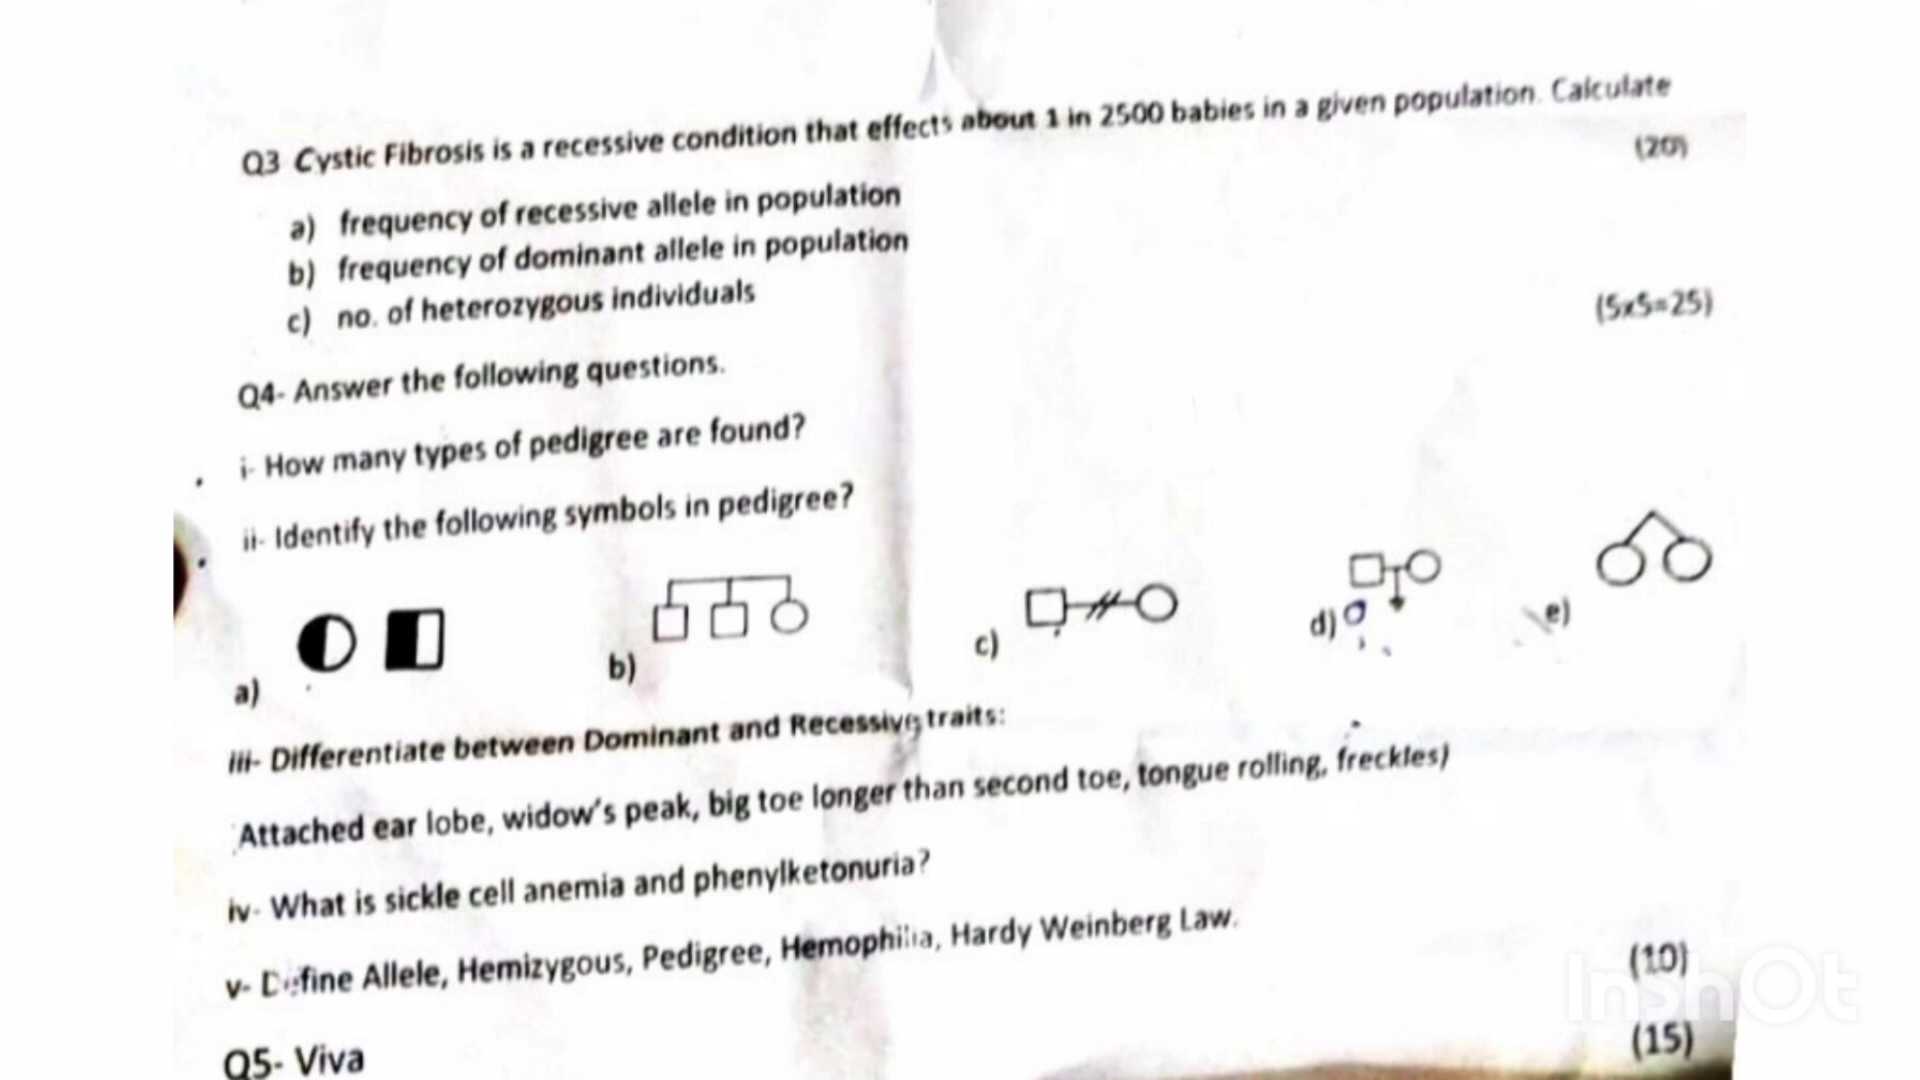 Q3 Cystic Fibrosis is a recessive condition that effects about 1 in 2500 babies in a given population. Calculate
(20)
a) frequency of recessive allele in population
b) frequency of dominant allele in population
c) no. of heterozygous individuals
(5x5=25)
Q4- Answer the following questions.
i- How many types of pedigree are found?
ii- Identify the following symbols in pedigree?
a) b) c) d) e)
iii- Differentiate between Dominant and Recessive traits:
Attached ear lobe, widow's peak, big toe longer than second toe, tongue rolling, freckles)
iv- What is sickle cell anemia and phenylketonuria?
v- Define Allele, Hemizygous, Pedigree, Hemophilia, Hardy Weinberg Law.
(10)
Q5- Viva
(15)
InShOt